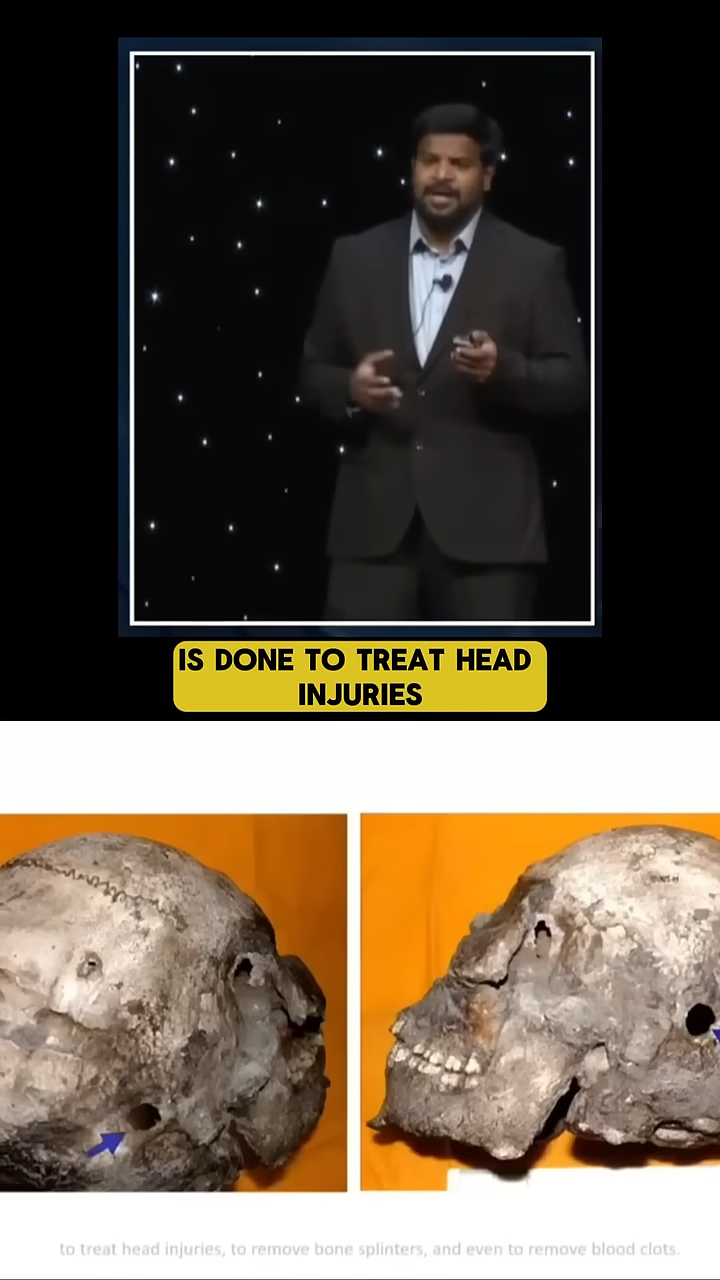 IS DONE TO TREAT HEAD
INJURIES
to treat head injuries, to remove bone splinters, and even to remove blood clots.